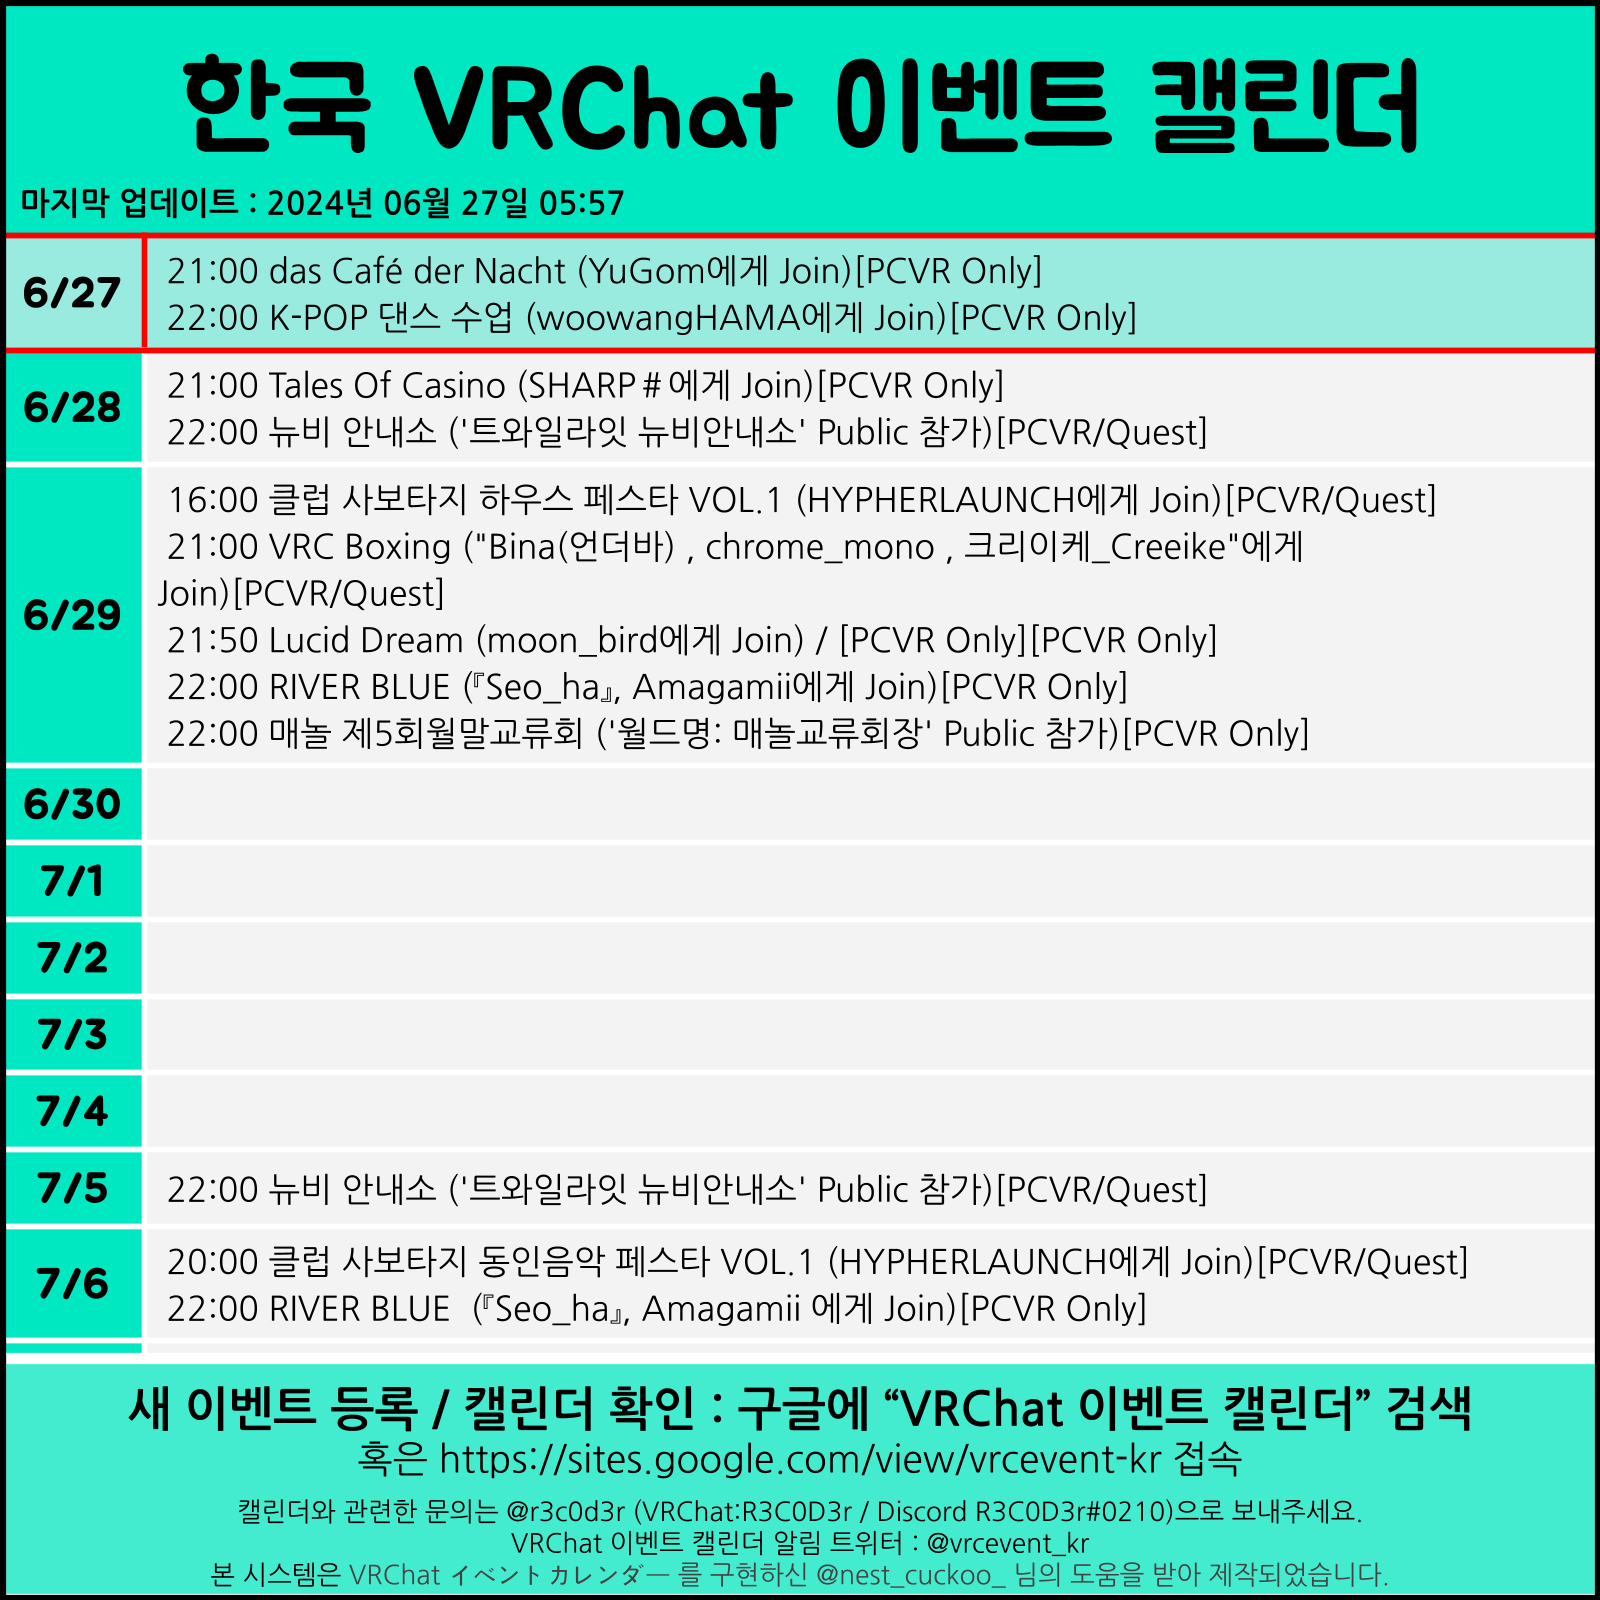 한국 VRChat 이벤트 캘린더
마지막 업데이트 : 2024년 06월 27일 05:57
6/27
21:00 das Café der Nacht (YuGom에게 Join)[PCVR Only]
22:00 K-POP 댄스 수업 (woowangHAMA에게 Join)[PCVR Only]
6/28
21:00 Tales Of Casino (SHARP#에게 Join)[PCVR Only]
22:00 뉴비 안내소 ('트와일라잇 뉴비안내소' Public 참가)[PCVR/Quest]
6/29
16:00 클럽 사보타지 하우스 페스타 VOL.1 (HYPHERLAUNCH에게 Join)[PCVR/Quest]
21:00 VRC Boxing ("Bina(언더바) , chrome_mono , 크리이케_Creeike"에게
Join)[PCVR/Quest]
21:50 Lucid Dream (moon_bird에게 Join) / [PCVR Only][PCVR Only]
22:00 RIVER BLUE (『Seo_ha』, Amagamii에게 Join)[PCVR Only]
22:00 매놀 제5회월말교류회 ('월드명: 매놀교류회장' Public 참가)[PCVR Only]
6/30
7/1
7/2
7/3
7/4
7/5
22:00 뉴비 안내소 ('트와일라잇 뉴비안내소' Public 참가)[PCVR/Quest]
7/6
20:00 클럽 사보타지 동인음악 페스타 VOL.1 (HYPHERLAUNCH에게 Join)[PCVR/Quest]
22:00 RIVER BLUE (『Seo_ha』, Amagamii 에게 Join)[PCVR Only]
새 이벤트 등록 / 캘린더 확인 : 구글에 “VRChat 이벤트 캘린더” 검색
혹은 https://sites.google.com/view/vrcevent-kr 접속
캘린더와 관련한 문의는 @r3c0d3r (VRChat:R3C0D3r / Discord R3C0D3r#0210)으로 보내주세요.
VRChat 이벤트 캘린더 알림 트위터 : @vrcevent_kr
본 시스템은 VRChat イベントカレンダー 를 구현하신 @nest_cuckoo_ 님의 도움을 받아 제작되었습니다.